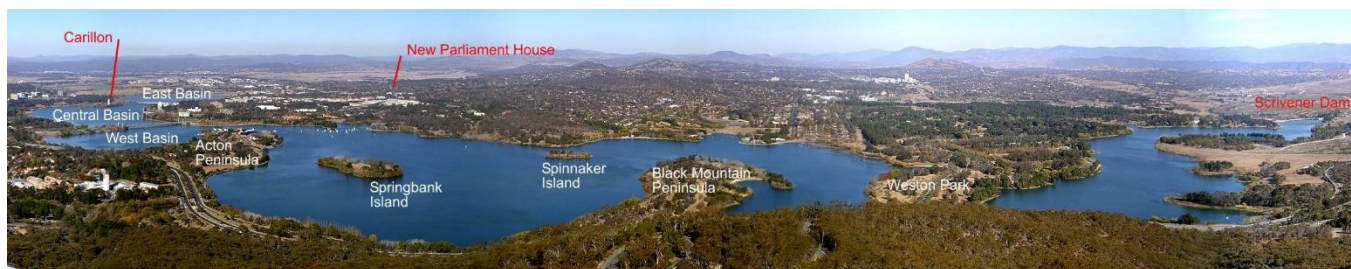 Carillon
New Parliament House
East Basin
Central Basin
West Basin
Acton
Peninsula
Springbank
Island
Spinnaker
Island
Black Mountain
Peninsula
Weston Park
Scrivener Dam